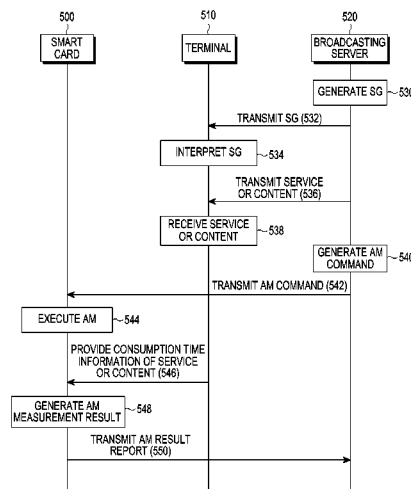 500
510
520
SMART
CARD
TERMINAL
BROADCASTING
SERVER
GENERATE SG
530
TRANSMIT SG (532)
INTERPRET SG
534
TRANSMIT SERVICE
OR CONTENT (536)
RECEIVE SERVICE
OR CONTENT
538
GENERATE AM
COMMAND
540
TRANSMIT AM COMMAND (542)
EXECUTE AM
544
PROVIDE CONSUMPTION TIME
INFORMATION OF SERVICE
OR CONTENT (546)
GENERATE AM
MEASUREMENT RESULT
548
TRANSMIT AM RESULT
REPORT (550)